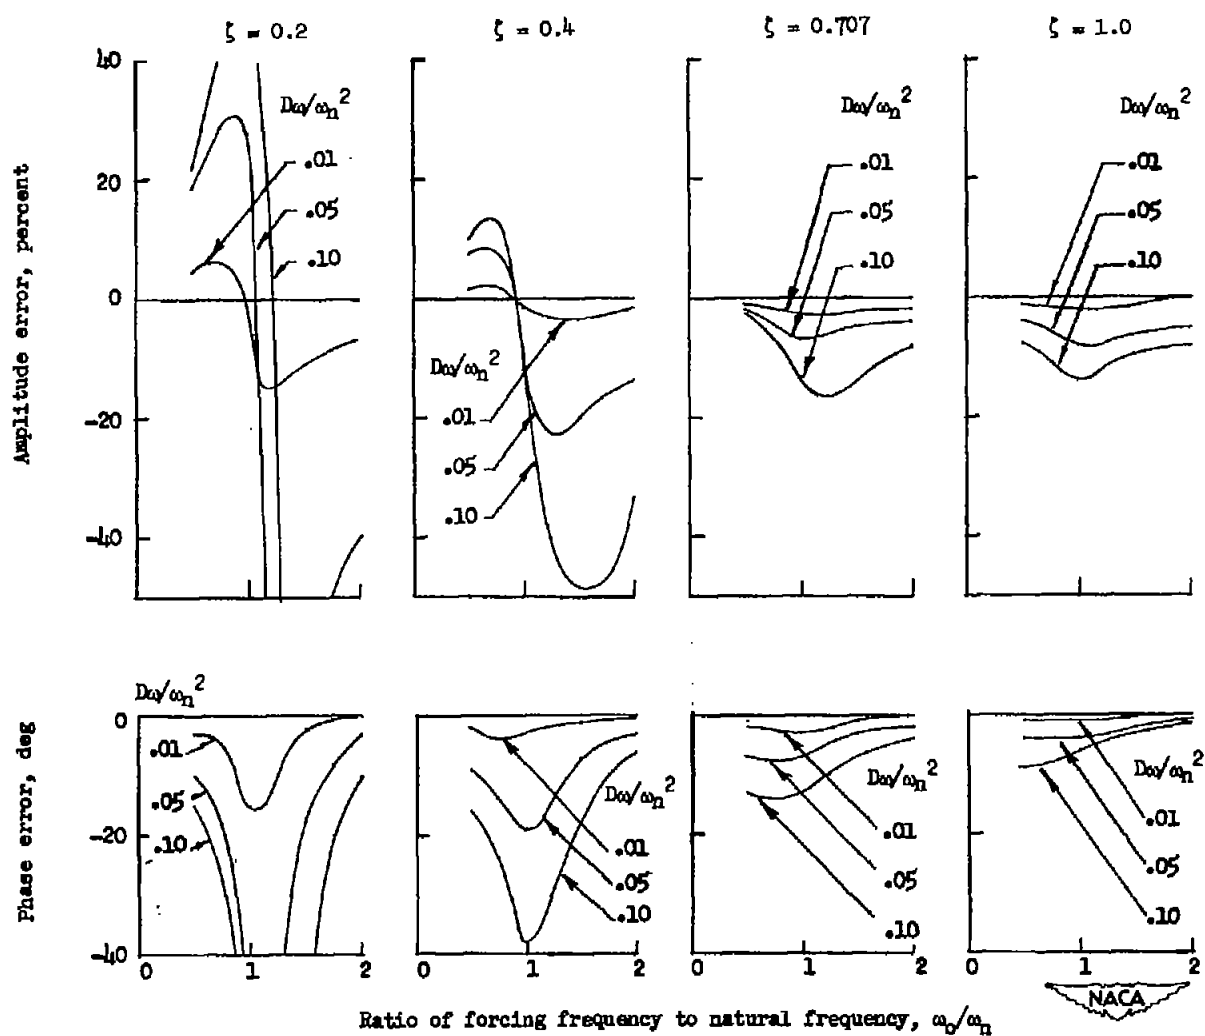 ζ = 0.2
ζ = 0.4
ζ = 0.707
ζ = 1.0
Amplitude error, percent
40
20
0
-20
-40
Dω/ωn²
.01
.05
.10
Dω/ωn²
.01
.05
.10
Dω/ωn²
.01
.05
.10
Dω/ωn²
.01
.05
.10
Phase error, deg
0
-20
-40
Dω/ωn²
.01
.05
.10
Dω/ωn²
.01
.05
.10
Dω/ωn²
.01
.05
.10
Dω/ωn²
.01
.05
.10
0 1 2
0 1 2
0 1 2
0 1 2
Ratio of forcing frequency to natural frequency, ωo/ωn
NACA